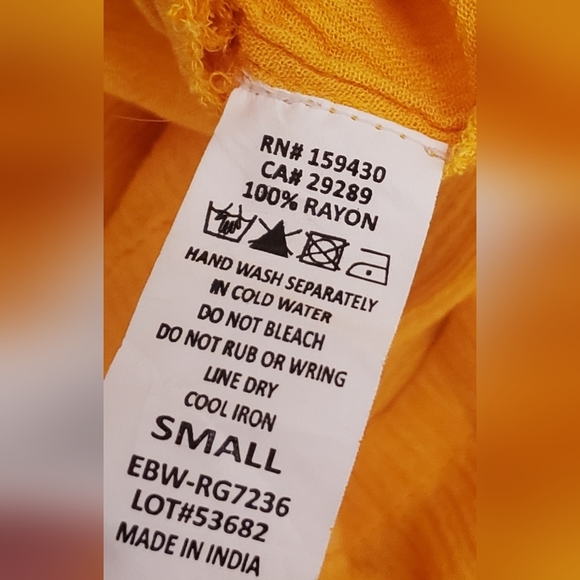 RN# 159430
CA# 29289
100% RAYON
HAND WASH SEPARATELY
IN COLD WATER
DO NOT BLEACH
DO NOT RUB OR WRING
LINE DRY
COOL IRON
SMALL
EBW-RG7236
LOT#53682
MADE IN INDIA